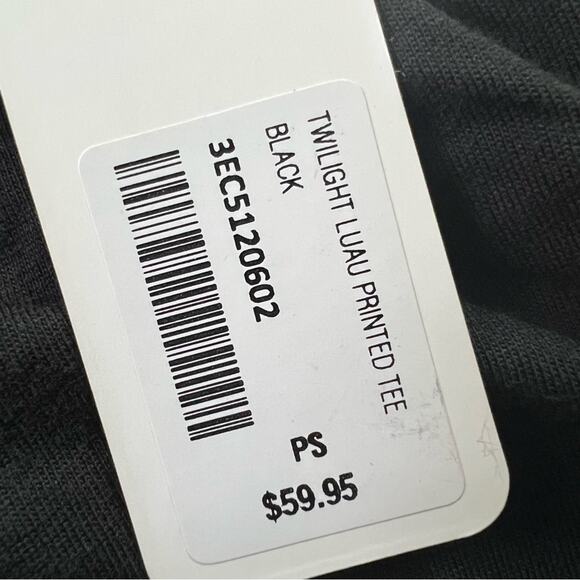 TWILIGHT LUAU PRINTED TEE
BLACK
3EC5120602
PS
$59.95